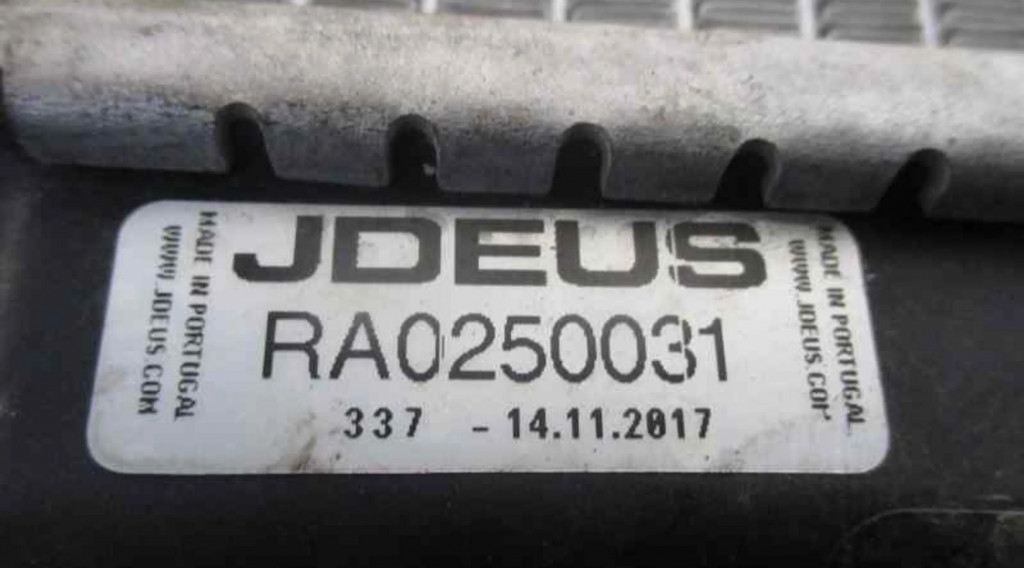 JDEUS
RA0250031
337 - 14.11.2017
MADE IN PORTUGAL
WWW.JDEUS.COM
MADE IN PORTUGAL
WWW.JDEUS.COM